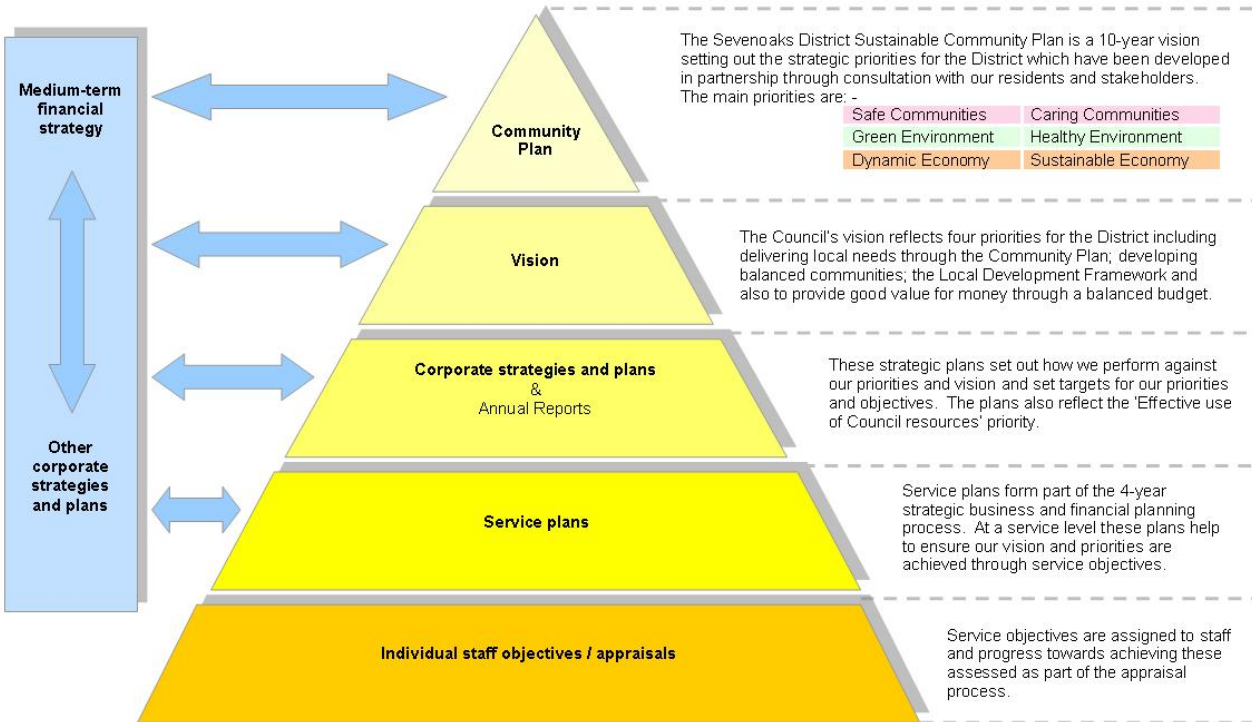 Medium-term
financial
strategy
Other
corporate
strategies
and plans
Community
Plan
The Sevenoaks District Sustainable Community Plan is a 10-year vision
setting out the strategic priorities for the District which have been developed
in partnership through consultation with our residents and stakeholders.
The main priorities are: -
Safe Communities Caring Communities
Green Environment Healthy Environment
Dynamic Economy Sustainable Economy
Vision
The Council's vision reflects four priorities for the District including
delivering local needs through the Community Plan; developing
balanced communities; the Local Development Framework and
also to provide good value for money through a balanced budget.
Corporate strategies and plans
&
Annual Reports
These strategic plans set out how we perform against
our priorities and vision and set targets for our priorities
and objectives. The plans also reflect the 'Effective use
of Council resources' priority.
Service plans
Service plans form part of the 4-year
strategic business and financial planning
process. At a service level these plans help
to ensure our vision and priorities are
achieved through service objectives.
Individual staff objectives / appraisals
Service objectives are assigned to staff
and progress towards achieving these
assessed as part of the appraisal
process.